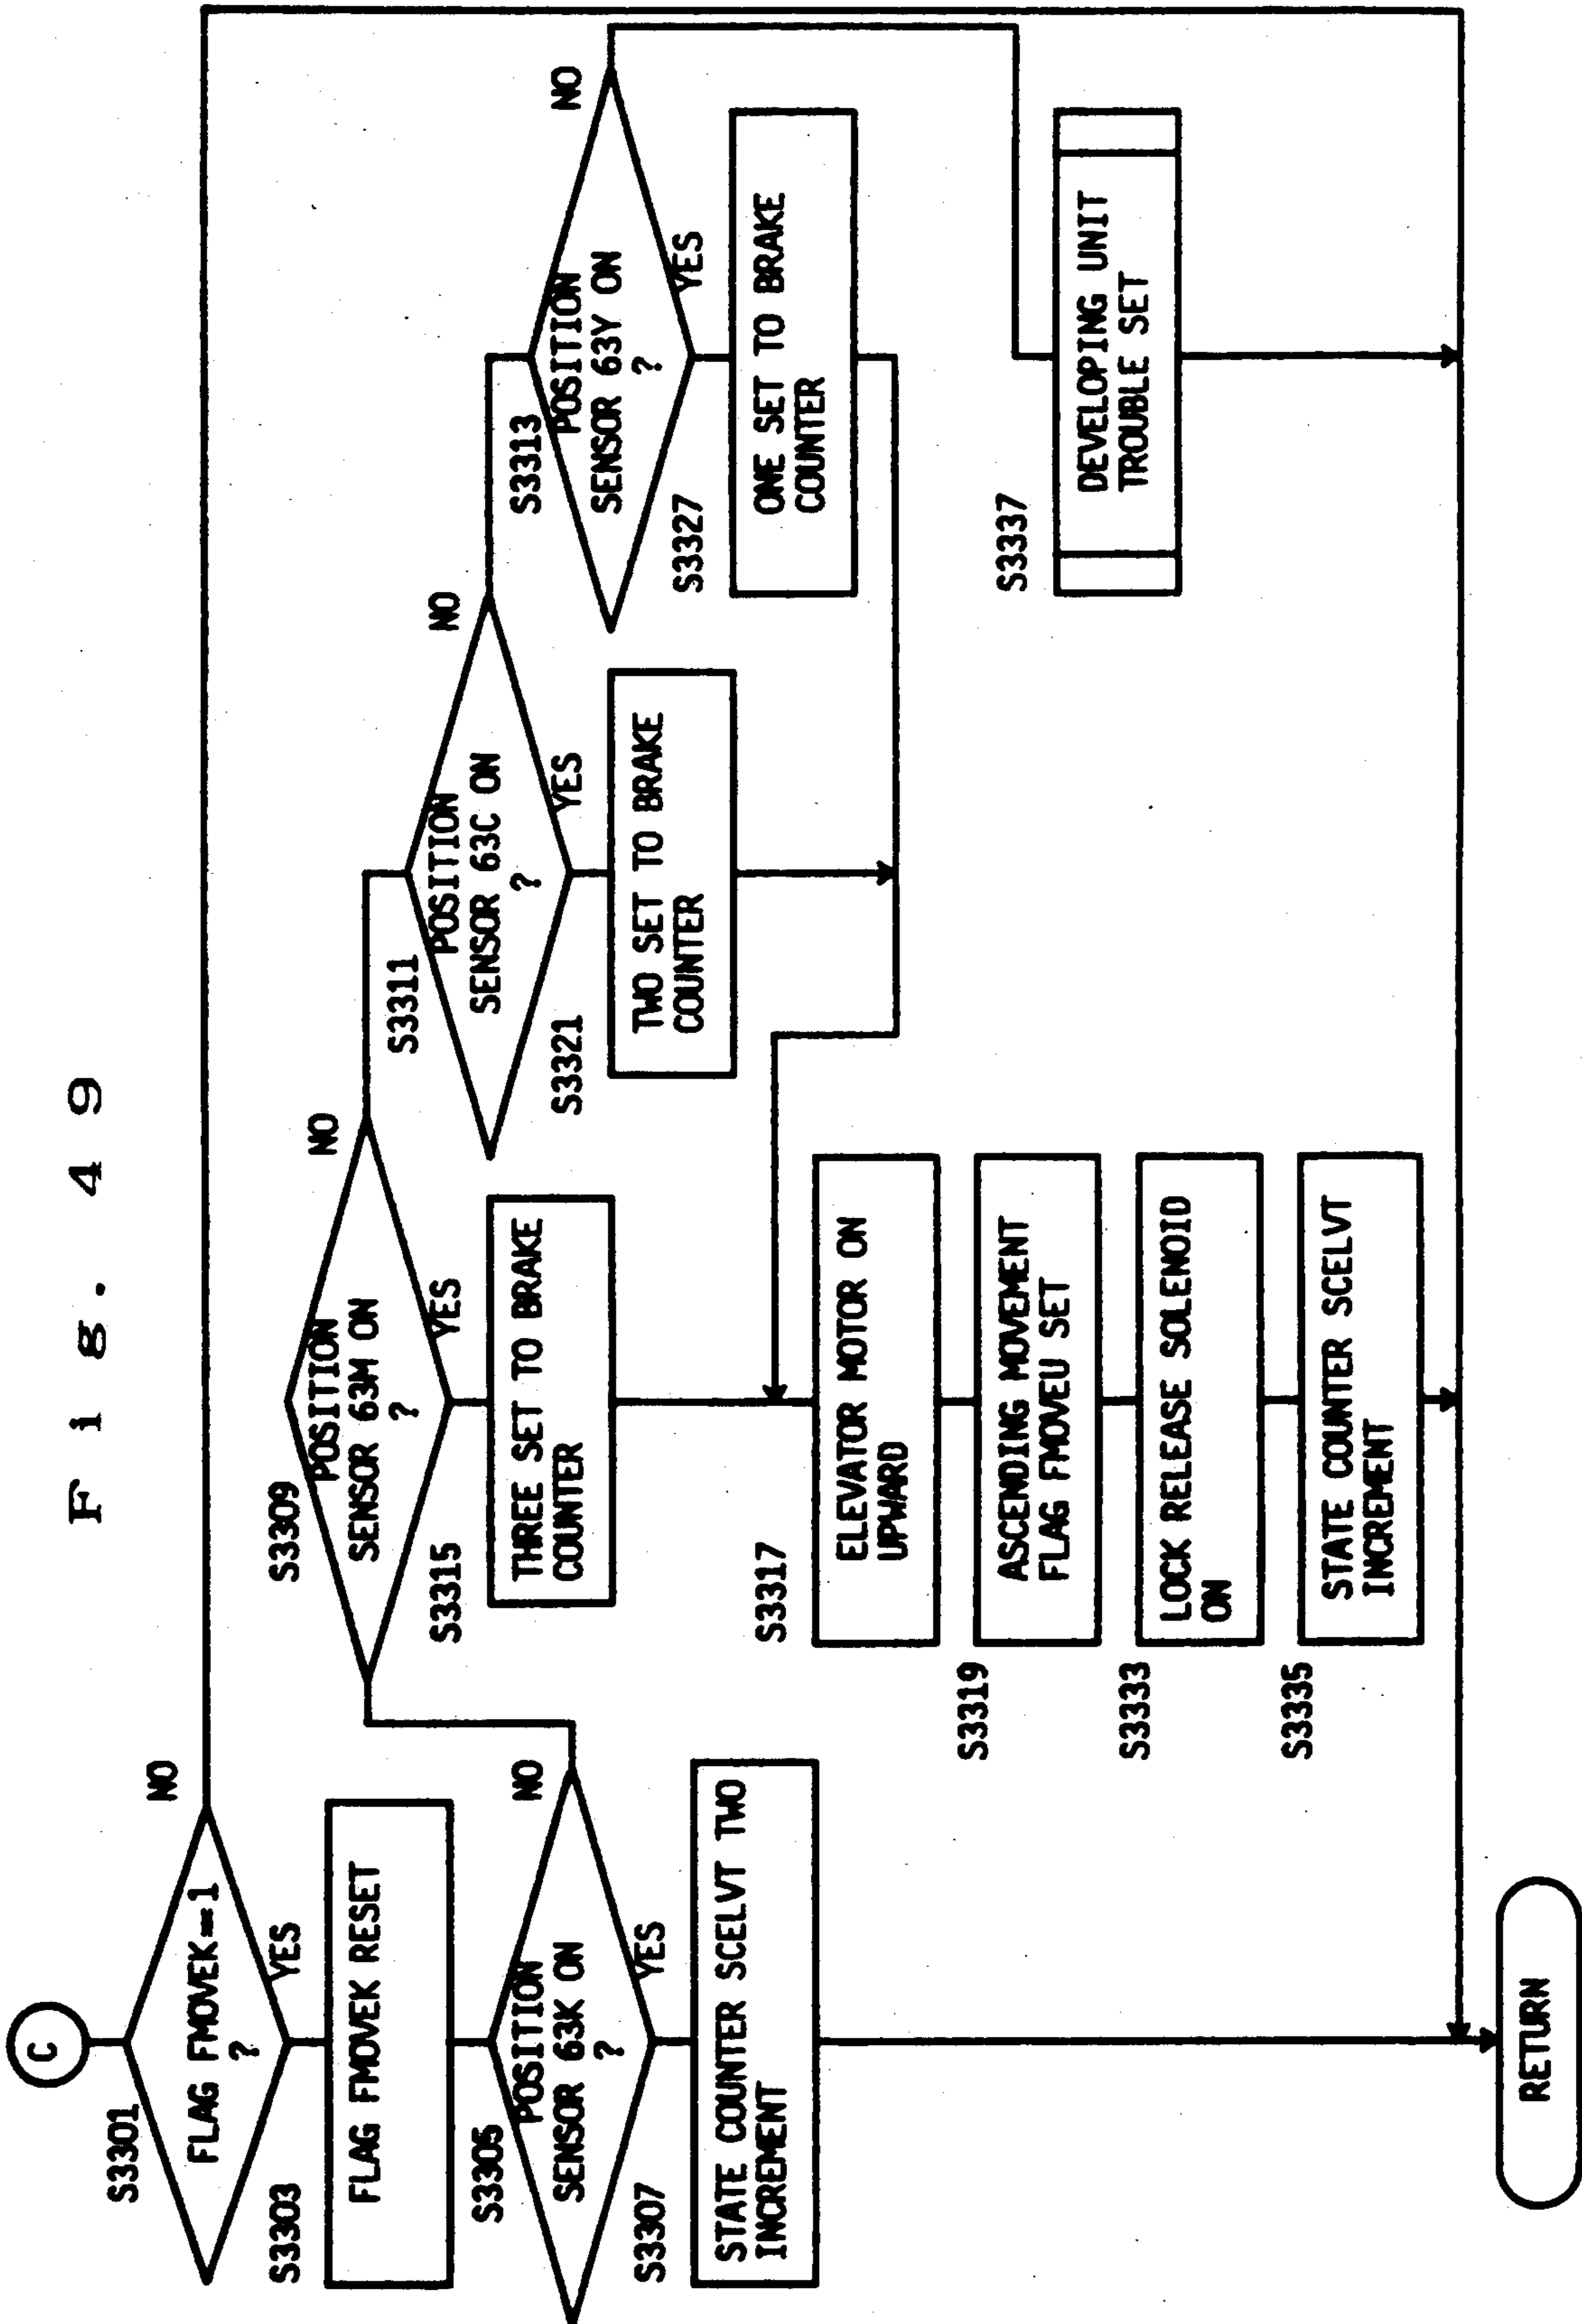 Fig. 49
C
S3301
FLAG FMOVEK=1
?
NO
YES
S3303
FLAG FMOVEK RESET
S3305
POSITION
SENSOR 63K ON
?
NO
YES
S3307
STATE COUNTER SCELVT TWO
INCREMENT
S3309
POSITION
SENSOR 63M ON
?
NO
YES
S3315
THREE SET TO BRAKE
COUNTER
S3311
POSITION
SENSOR 63C ON
?
NO
YES
S3321
TWO SET TO BRAKE
COUNTER
S3313
POSITION
SENSOR 63Y ON
?
NO
YES
S3327
ONE SET TO BRAKE
COUNTER
S3317
ELEVATOR MOTOR ON
UPWARD
S3319
ASCENDING MOVEMENT
FLAG FMOVEU SET
S3333
LOCK RELEASE SOLENOID
ON
S3335
STATE COUNTER SCELVT
INCREMENT
S3337
DEVELOPING UNIT
TROUBLE SET
RETURN